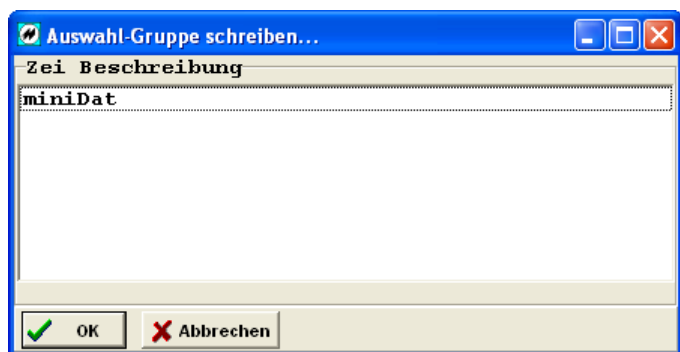 Auswahl-Gruppe schreiben...
Zei Beschreibung
miniDat
OK Abbrechen